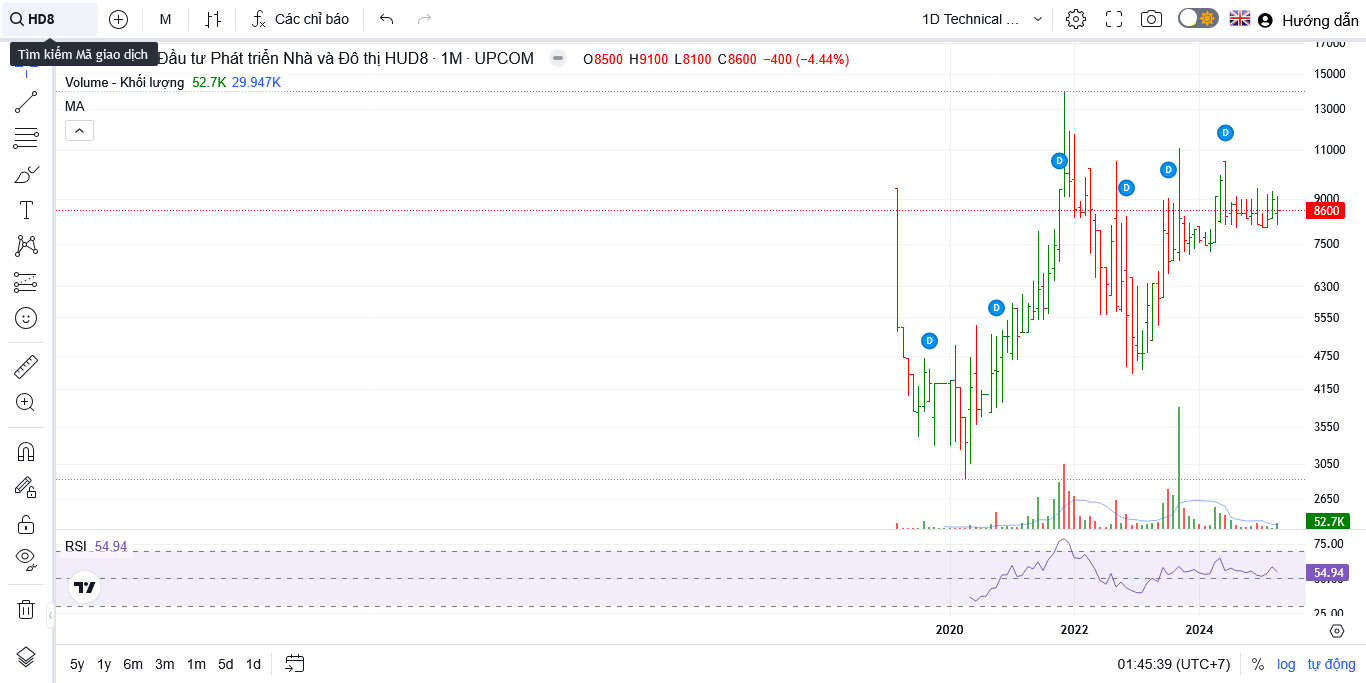 HD8
M
Các chỉ báo
1D Technical ...
Hướng dẫn
Tìm kiếm Mã giao dịch
Đầu tư Phát triển Nhà và Đô thị HUD8 · 1M · UPCOM
O8500 H9100 L8100 C8600 −400 (−4.44%)
Volume - Khối lượng 52.7K 29.947K
MA
17000
15000
13000
11000
9000
8600
7500
6300
5550
4750
4150
3550
3050
2650
52.7K
D
D
D
D
D
D
RSI 54.94
75.00
54.94
25.00
2020
2022
2024
5y 1y 6m 3m 1m 5d 1d
01:45:39 (UTC+7)
% log tự động